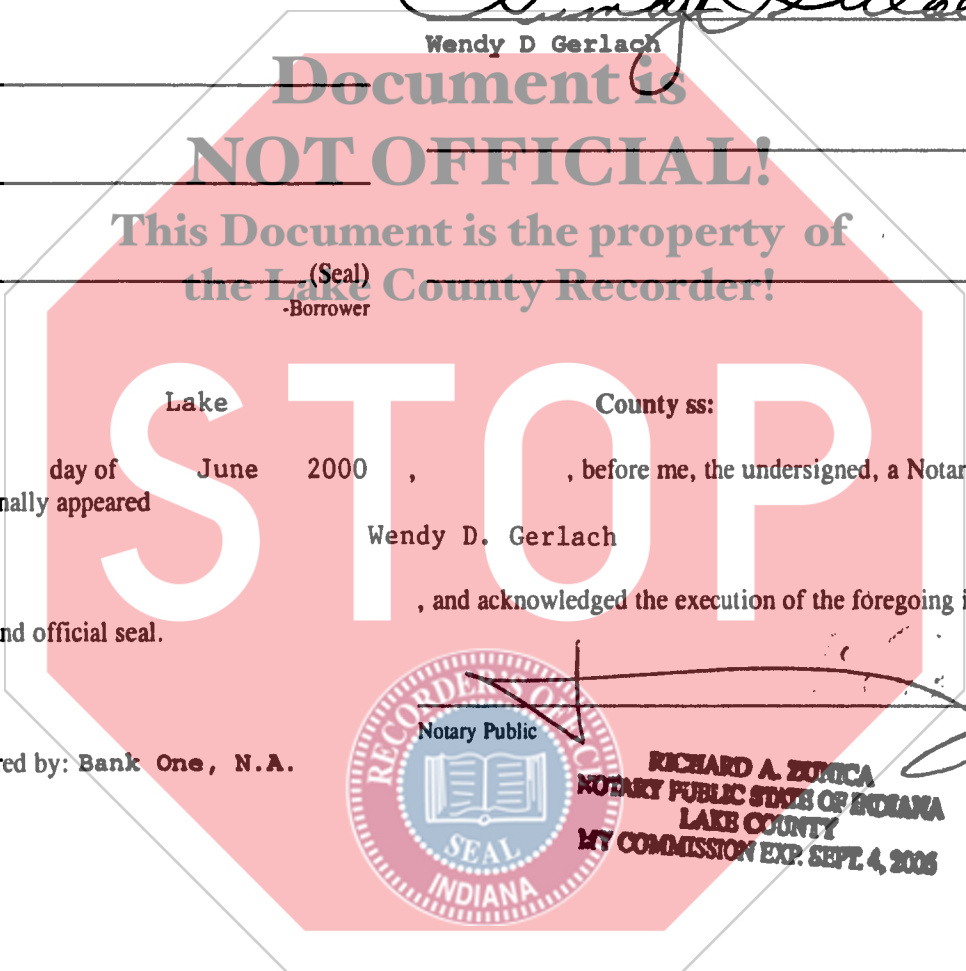 Wendy D Gerlach
Document is
NOT OFFICIAL!
This Document is the property of
the Lake County Recorder!
(Seal)
-Borrower
STOP
Lake County ss:
day of June 2000 , , before me, the undersigned, a Notar
nally appeared
Wendy D. Gerlach
, and acknowledged the execution of the foregoing i
nd official seal.
RECORDER'S OFFICE
SEAL
INDIANA
Notary Public
red by: Bank One, N.A.
RICHARD A. ZUNICA
NOTARY PUBLIC STATE OF INDIANA
LAKE COUNTY
MY COMMISSION EXP. SEPT. 4, 2006